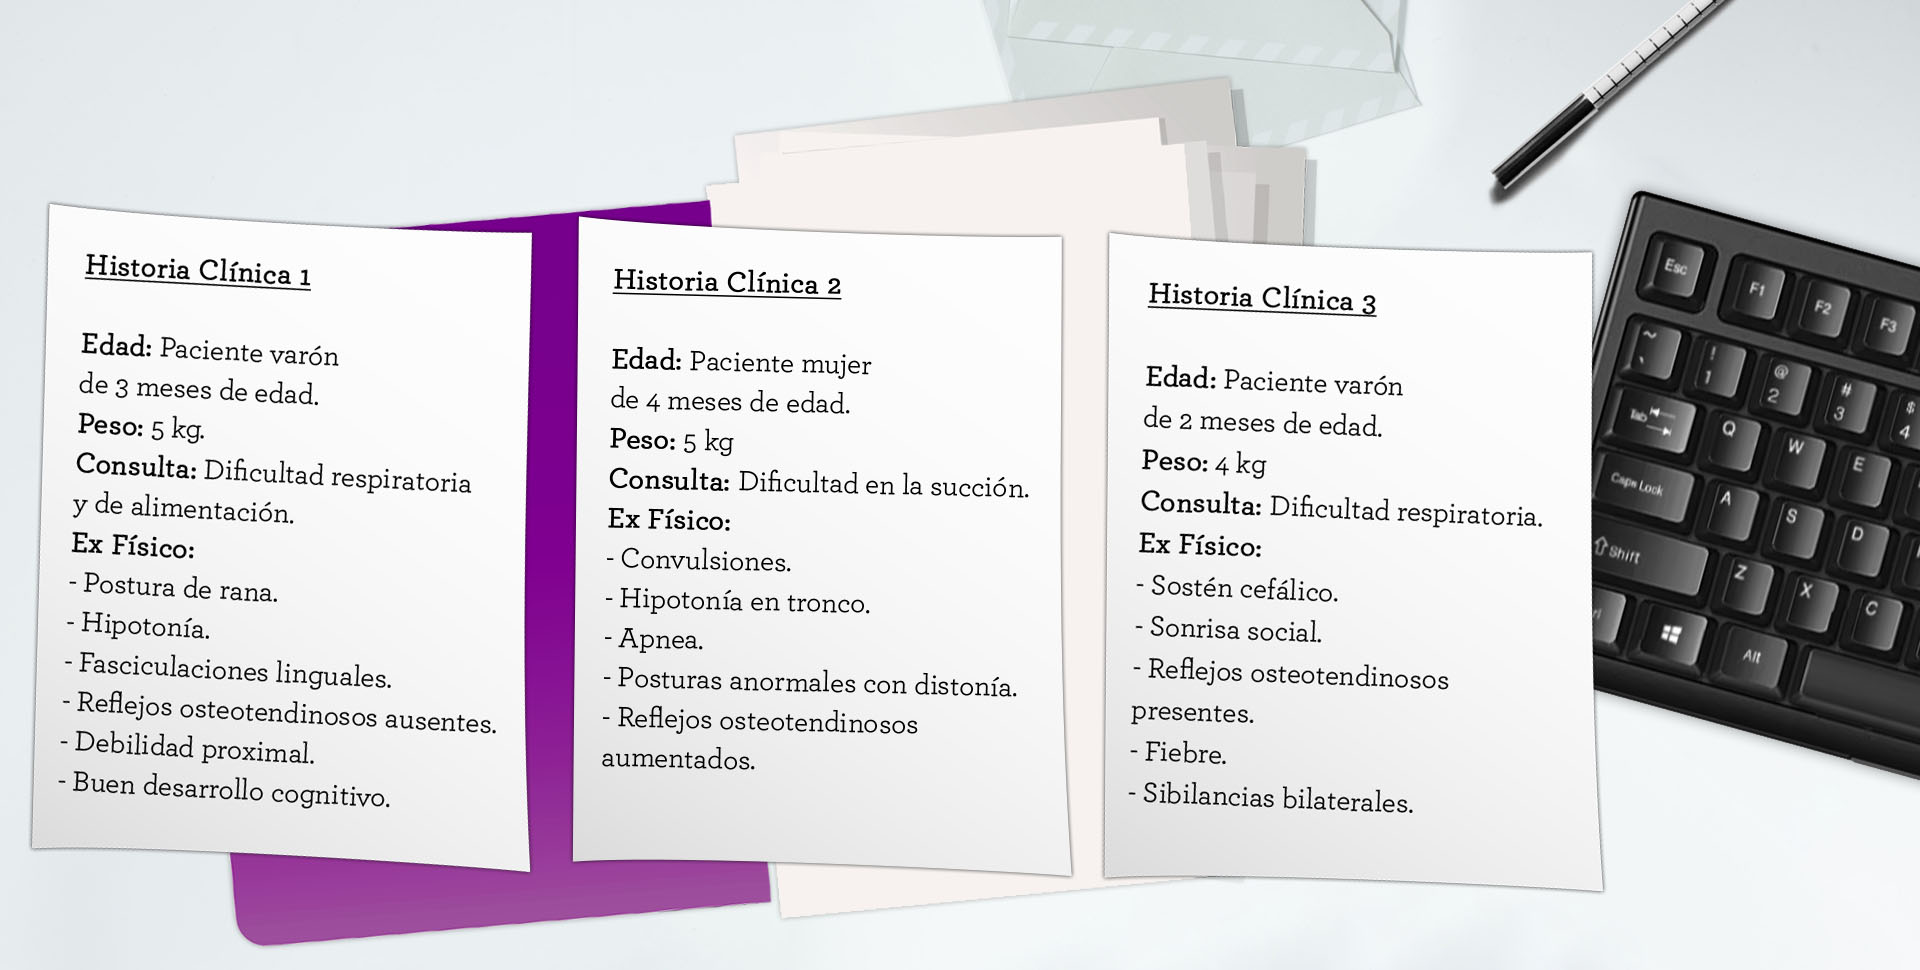 Historia Clínica 1
Edad: Paciente varón
de 3 meses de edad.
Peso: 5 kg.
Consulta: Dificultad respiratoria
y de alimentación.
Ex Físico:
- Postura de rana.
- Hipotonía.
- Fasciculaciones linguales.
- Reflejos osteotendinosos ausentes.
- Debilidad proximal.
- Buen desarrollo cognitivo.
Historia Clínica 2
Edad: Paciente mujer
de 4 meses de edad.
Peso: 5 kg
Consulta: Dificultad en la succión.
Ex Físico:
- Convulsiones.
- Hipotonía en tronco.
- Apnea.
- Posturas anormales con distonía.
- Reflejos osteotendinosos
aumentados.
Historia Clínica 3
Edad: Paciente varón
de 2 meses de edad.
Peso: 4 kg
Consulta: Dificultad respiratoria.
Ex Físico:
- Sostén cefálico.
- Sonrisa social.
- Reflejos osteotendinosos
presentes.
- Fiebre.
- Sibilancias bilaterales.
Esc F1 F2 F3
~ ` ! 1 @ 2 # 3 $ 4
Tab Q W E
Caps Lock A S D
Shift Z X C
Alt